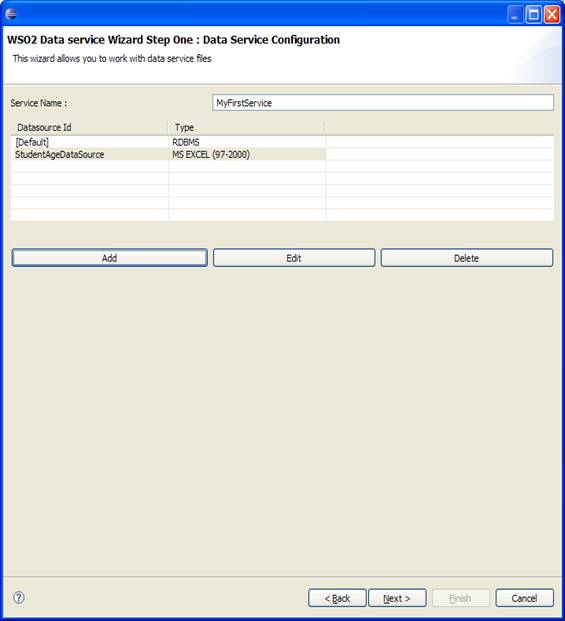 WSO2 Data service Wizard Step One : Data Service Configuration
This wizard allows you to work with data service files
Service Name : MyFirstService
Datasource Id Type
[Default] RDBMS
StudentAgeDataSource MS EXCEL (97-2000)
Add Edit Delete
? < Back Next > Finish Cancel